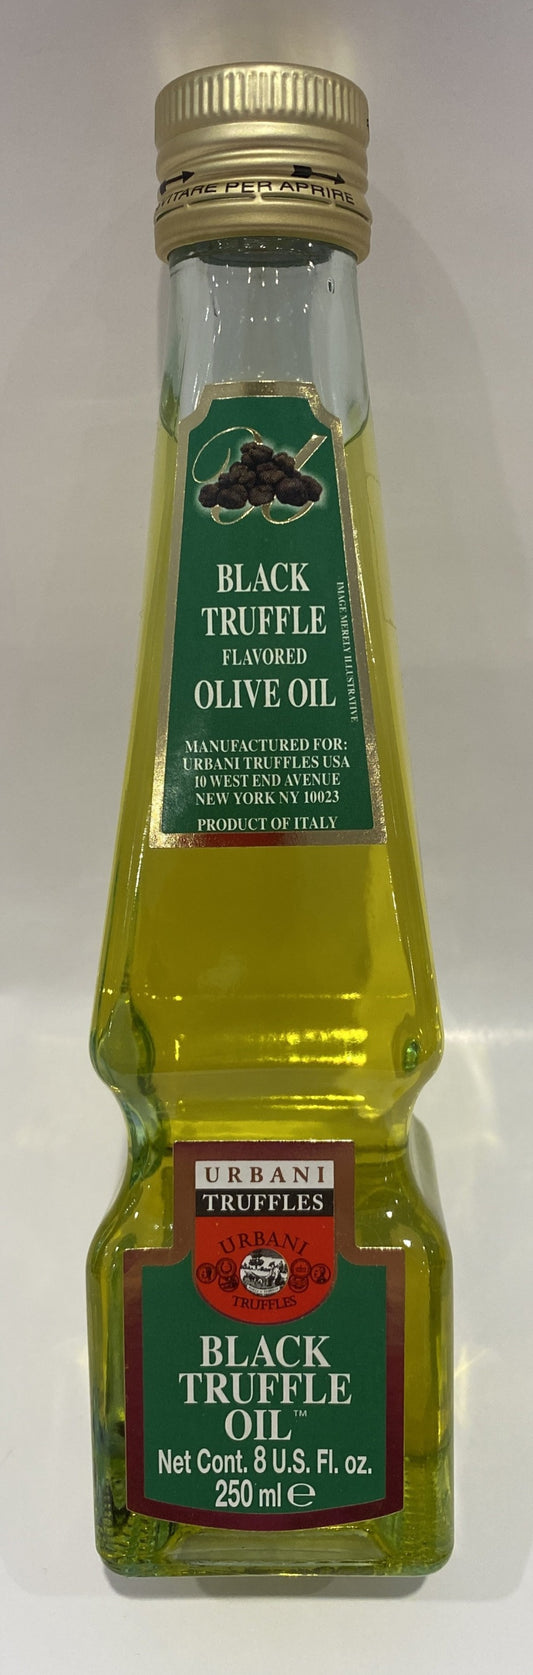 VITARE PER APRIRE
BLACK
TRUFFLE
FLAVORED
OLIVE OIL
IMAGE MERELY ILLUSTRATIVE
MANUFACTURED FOR:
URBANI TRUFFLES USA
10 WEST END AVENUE
NEW YORK NY 10023
PRODUCT OF ITALY
URBANI
TRUFFLES
URBANI
TRUFFLES
BLACK
TRUFFLE
OIL™
Net Cont. 8 U.S. Fl. oz.
250 ml ℮